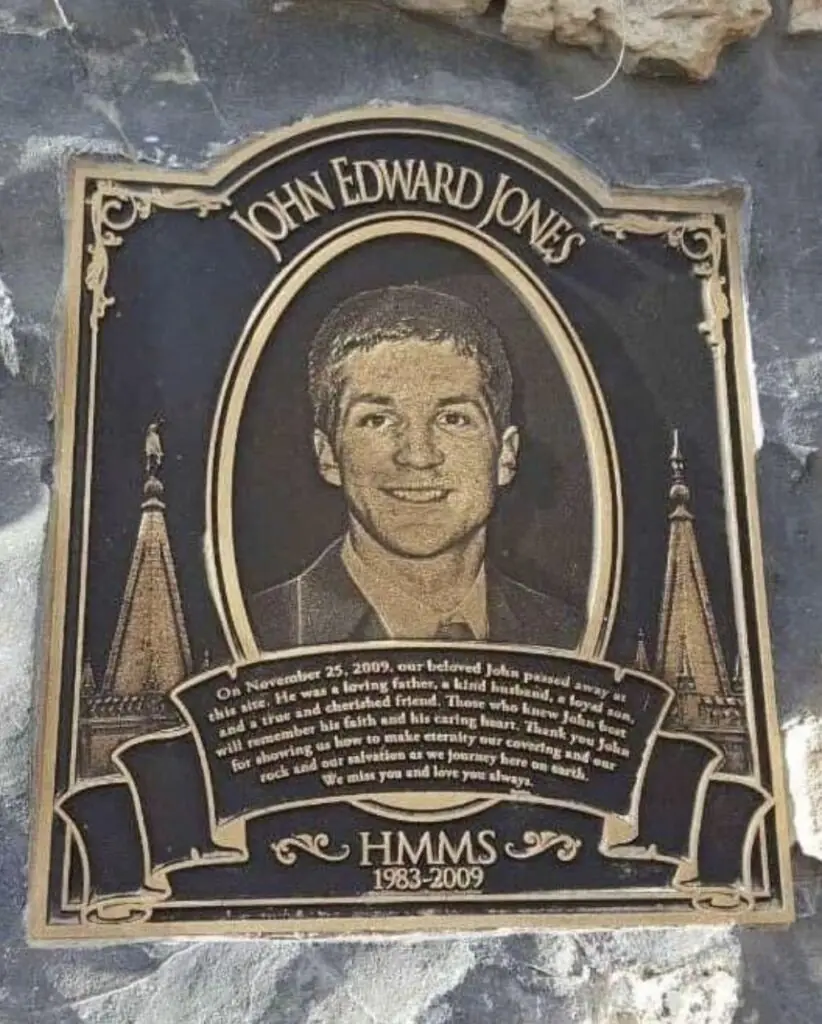 JOHN EDWARD JONES
On November 25, 2009, our beloved John passed away at
this site. He was a loving father, a kind husband, a loyal son,
and a true and cherished friend. Those who knew John best
will remember his faith and his caring heart. Thank you John
for showing us how to make eternity our covering and our
rock and our salvation as we journey here on earth.
We miss you and love you always.
HMMS
1983-2009